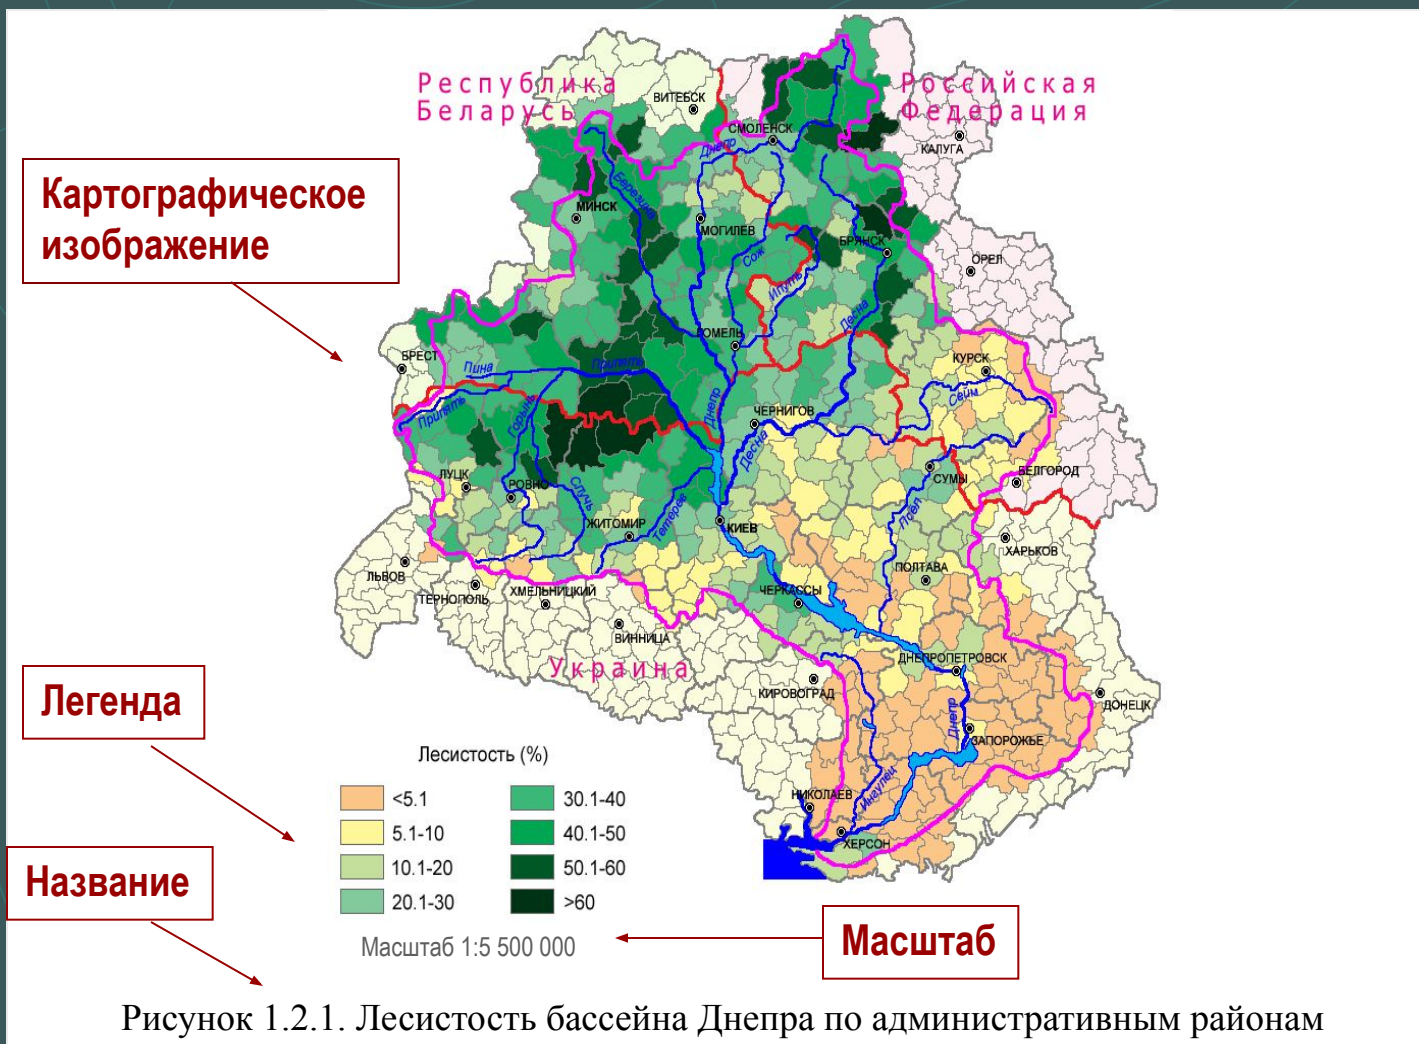 Республика
Беларусь
Российская
Федерация
ВИТЕБСК
СМОЛЕНСК
КАЛУГА
Днепр
Картографическое
изображение
Березина
МИНСК
МОГИЛЕВ
БРЯНСК
Сож
ОРЕЛ
Ипуть
Десна
ГОМЕЛЬ
БРЕСТ
Пина
Припять
КУРСК
Сейм
Припять
Горынь
Днепр
ЧЕРНИГОВ
Десна
ЛУЦК
РОВНО
Случь
СУМЫ
БЕЛГОРОД
Псел
ЖИТОМИР
Тетерев
КИЕВ
ХАРЬКОВ
ЛЬВОВ
ТЕРНОПОЛЬ
ХМЕЛЬНИЦКИЙ
ПОЛТАВА
ЧЕРКАССЫ
ВИННИЦА
Украина
ДНЕПРОПЕТРОВСК
КИРОВОГРАД
ДОНЕЦК
Легенда
Днепр
ЗАПОРОЖЬЕ
Ингулец
НИКОЛАЕВ
ХЕРСОН
Лесистость (%)
<5.1
30.1-40
5.1-10
40.1-50
10.1-20
50.1-60
20.1-30
>60
Название
Масштаб 1:5 500 000
Масштаб
Рисунок 1.2.1. Лесистость бассейна Днепра по административным районам